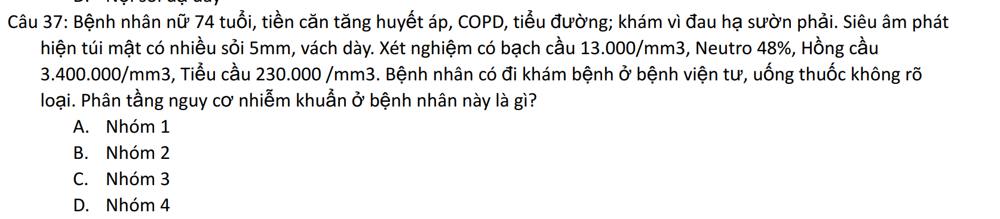 D. Nội soi dạ dày
Câu 37: Bệnh nhân nữ 74 tuổi, tiền căn tăng huyết áp, COPD, tiểu đường; khám vì đau hạ sườn phải. Siêu âm phát
hiện túi mật có nhiều sỏi 5mm, vách dày. Xét nghiệm có bạch cầu 13.000/mm3, Neutro 48%, Hồng cầu
3.400.000/mm3, Tiểu cầu 230.000 /mm3. Bệnh nhân có đi khám bệnh ở bệnh viện tư, uống thuốc không rõ
loại. Phân tầng nguy cơ nhiễm khuẩn ở bệnh nhân này là gì?
A. Nhóm 1
B. Nhóm 2
C. Nhóm 3
D. Nhóm 4